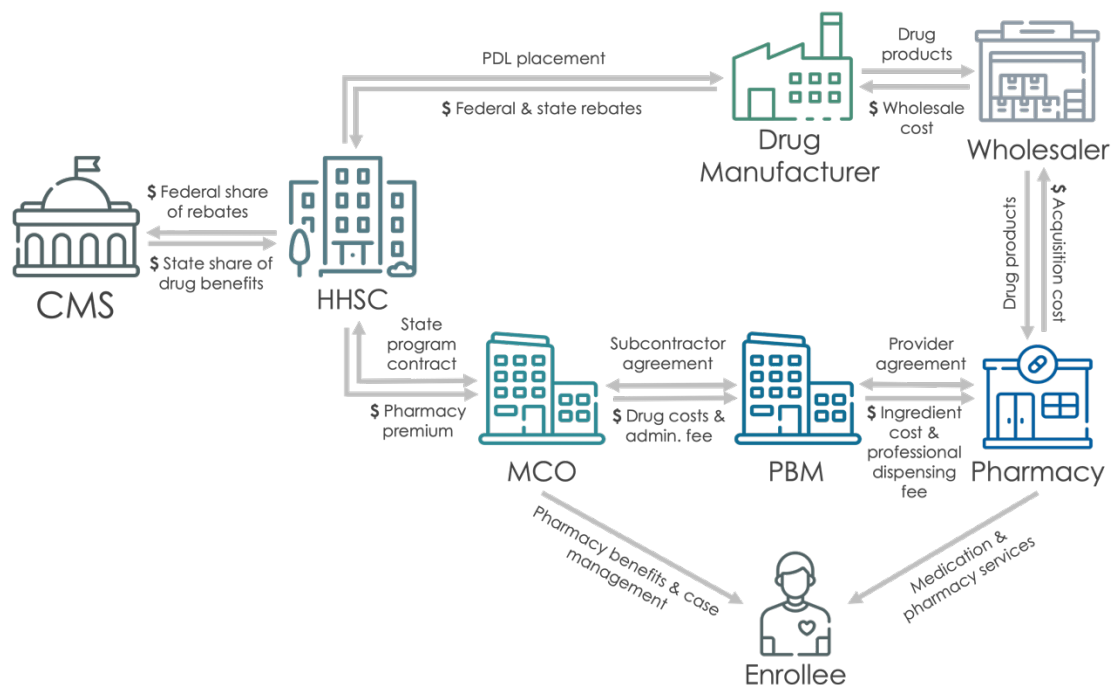 PDL placement
$ Federal & state rebates
Drug
products
$ Wholesale
cost
Drug
Manufacturer
Wholesaler
$ Federal share
of rebates
$ State share of
drug benefits
CMS
HHSC
Drug products
$ Acquisition cost
State
program
contract
$ Pharmacy
premium
MCO
Subcontractor
agreement
$ Drug costs &
admin. fee
PBM
Provider
agreement
$ Ingredient
cost &
professional
dispensing
fee
Pharmacy
Pharmacy benefits & case
management
Medication &
pharmacy services
Enrollee